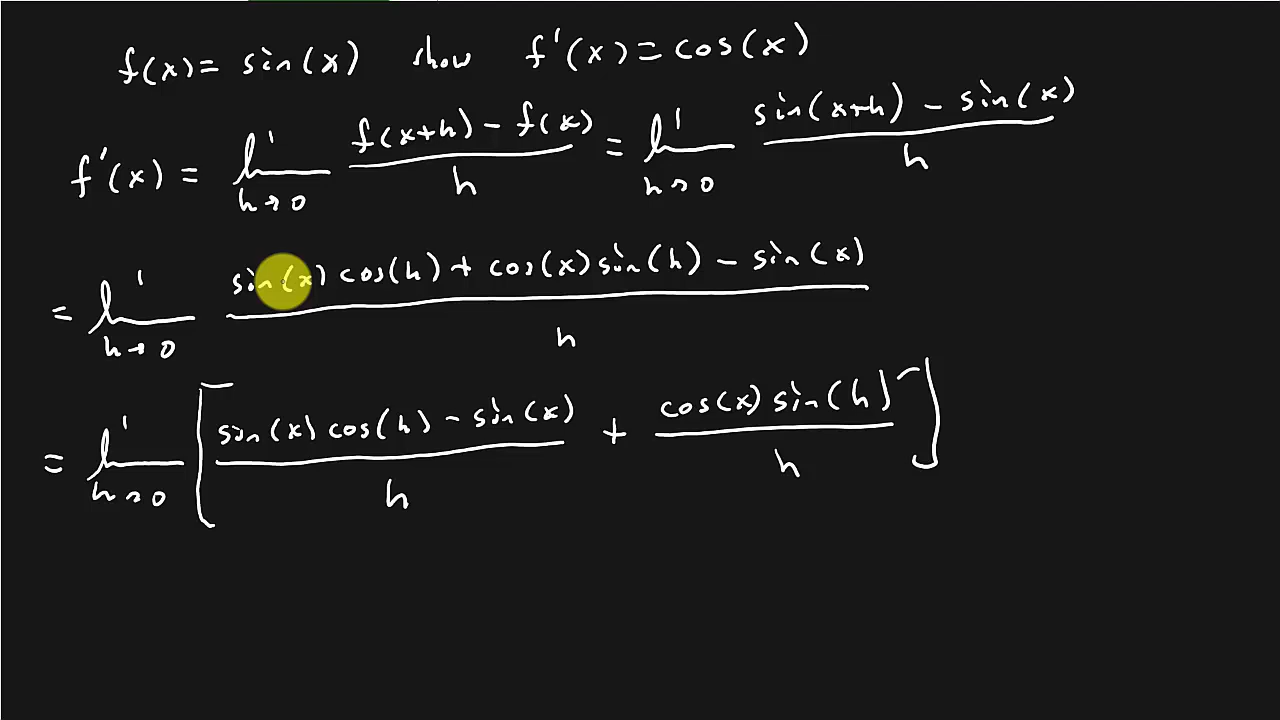 f(x) = sin(x) show f'(x) = cos(x)
f'(x) = lim h→0 (f(x+h) - f(x))/h = lim h→0 (sin(x+h) - sin(x))/h
= lim h→0 (sin(x) cos(h) + cos(x) sin(h) - sin(x))/h
= lim h→0 [(sin(x) cos(h) - sin(x))/h + (cos(x) sin(h))/h]